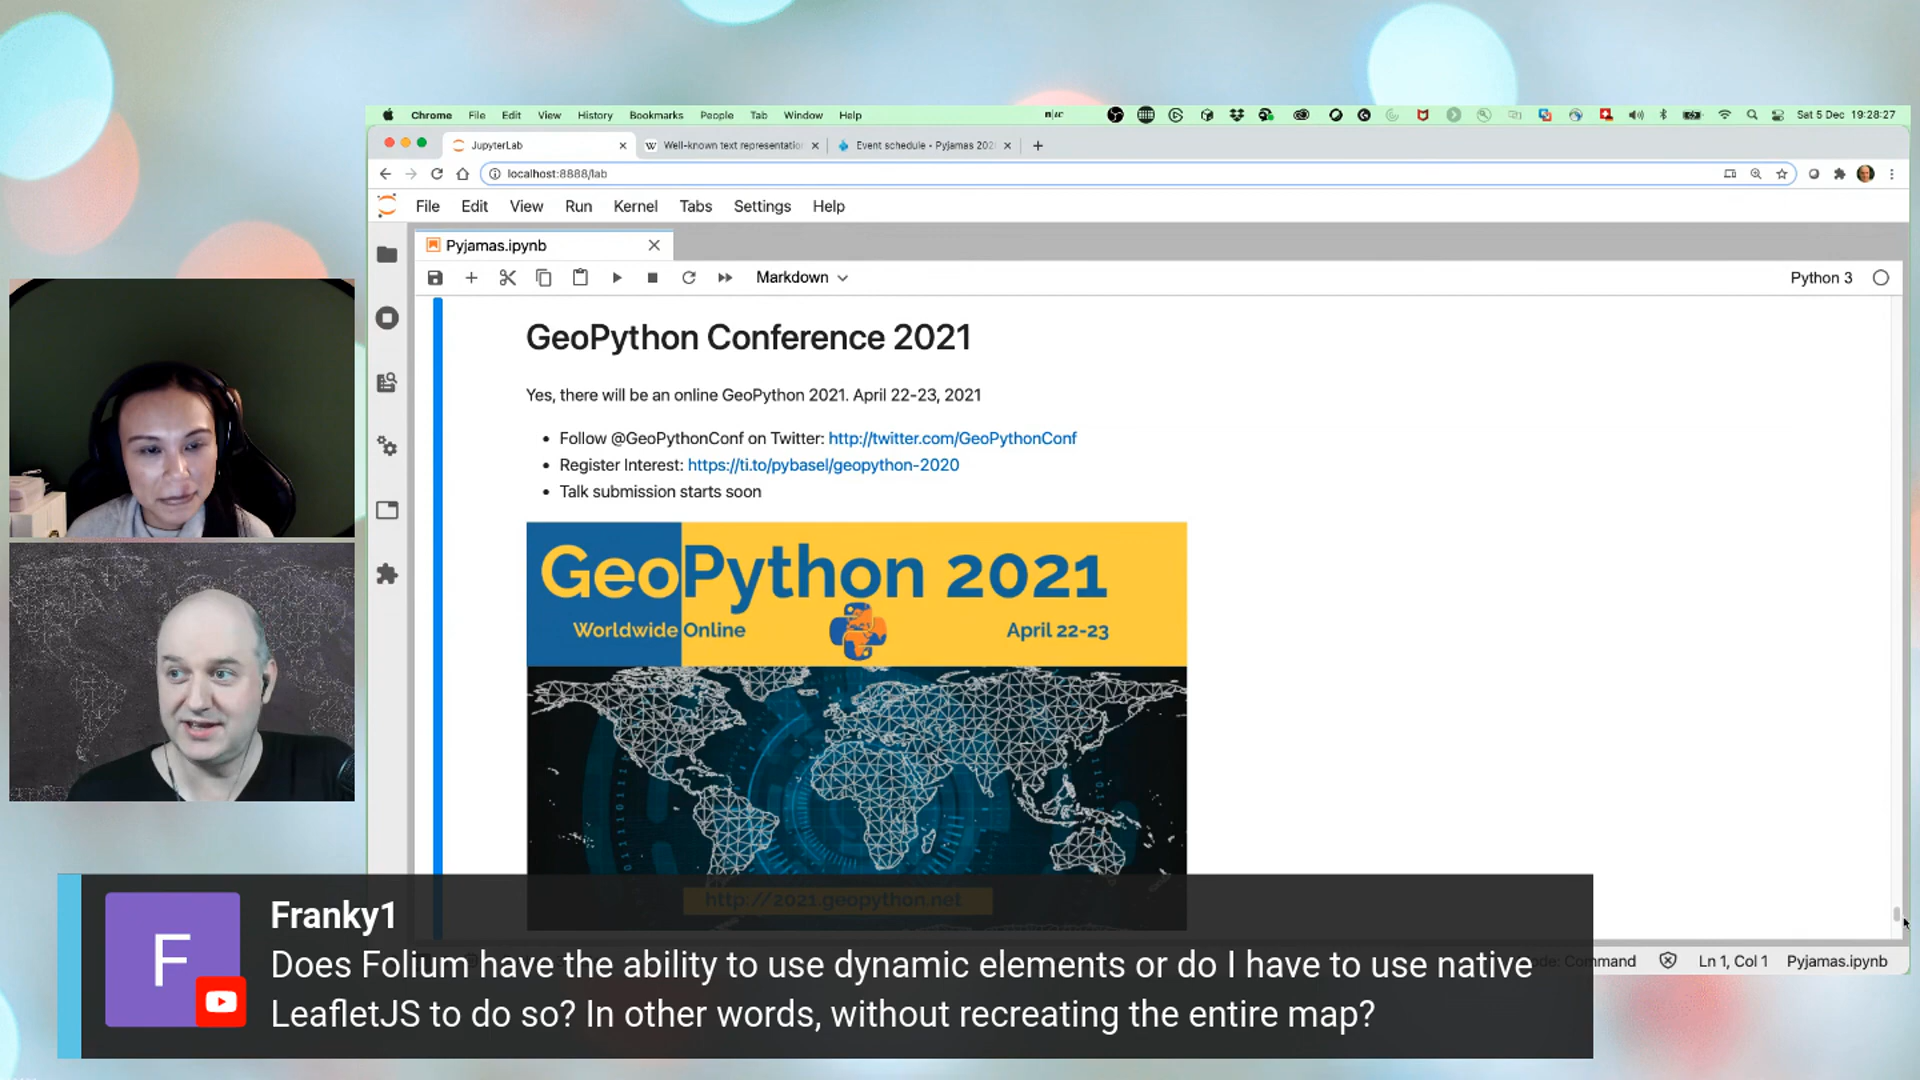 Chrome File Edit View History Bookmarks People Tab Window Help Sat 5 Dec 19:28:27
JupyterLab Well-known text representation Event schedule • Pyjamas 202
localhost:8888/lab
File Edit View Run Kernel Tabs Settings Help
Pyjamas.ipynb
Markdown Python 3
GeoPython Conference 2021
Yes, there will be an online GeoPython 2021. April 22-23, 2021
• Follow @GeoPythonConf on Twitter: http://twitter.com/GeoPythonConf
• Register Interest: https://ti.to/pybasel/geopython-2020
• Talk submission starts soon
GeoPython 2021
Worldwide Online April 22-23
http://2021.geopython.net
Command Ln 1, Col 1 Pyjamas.ipynb
F
Franky1
Does Folium have the ability to use dynamic elements or do I have to use native
LeafletJS to do so? In other words, without recreating the entire map?